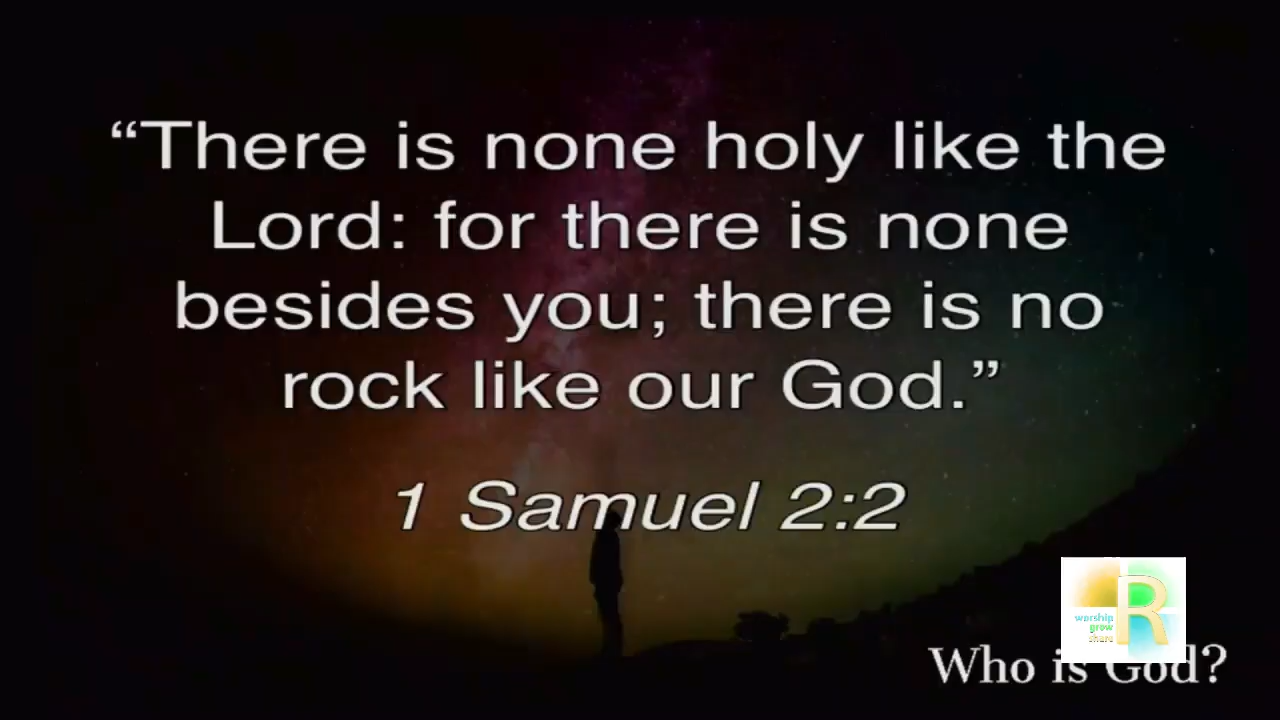 “There is none holy like the
Lord: for there is none
besides you; there is no
rock like our God.”
1 Samuel 2:2
R
worship
grow
share
Who is God?